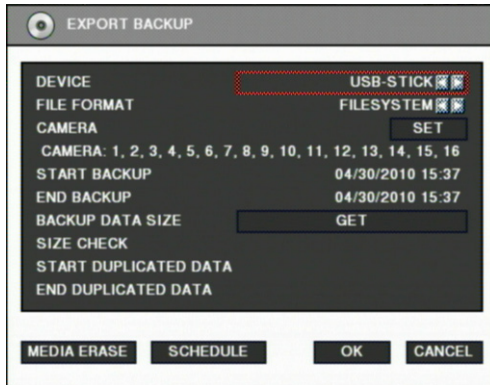 EXPORT BACKUP
DEVICE USB-STICK
FILE FORMAT FILESYSTEM
CAMERA SET
CAMERA: 1, 2, 3, 4, 5, 6, 7, 8, 9, 10, 11, 12, 13, 14, 15, 16
START BACKUP 04/30/2010 15:37
END BACKUP 04/30/2010 15:37
BACKUP DATA SIZE GET
SIZE CHECK
START DUPLICATED DATA
END DUPLICATED DATA
MEDIA ERASE SCHEDULE OK CANCEL